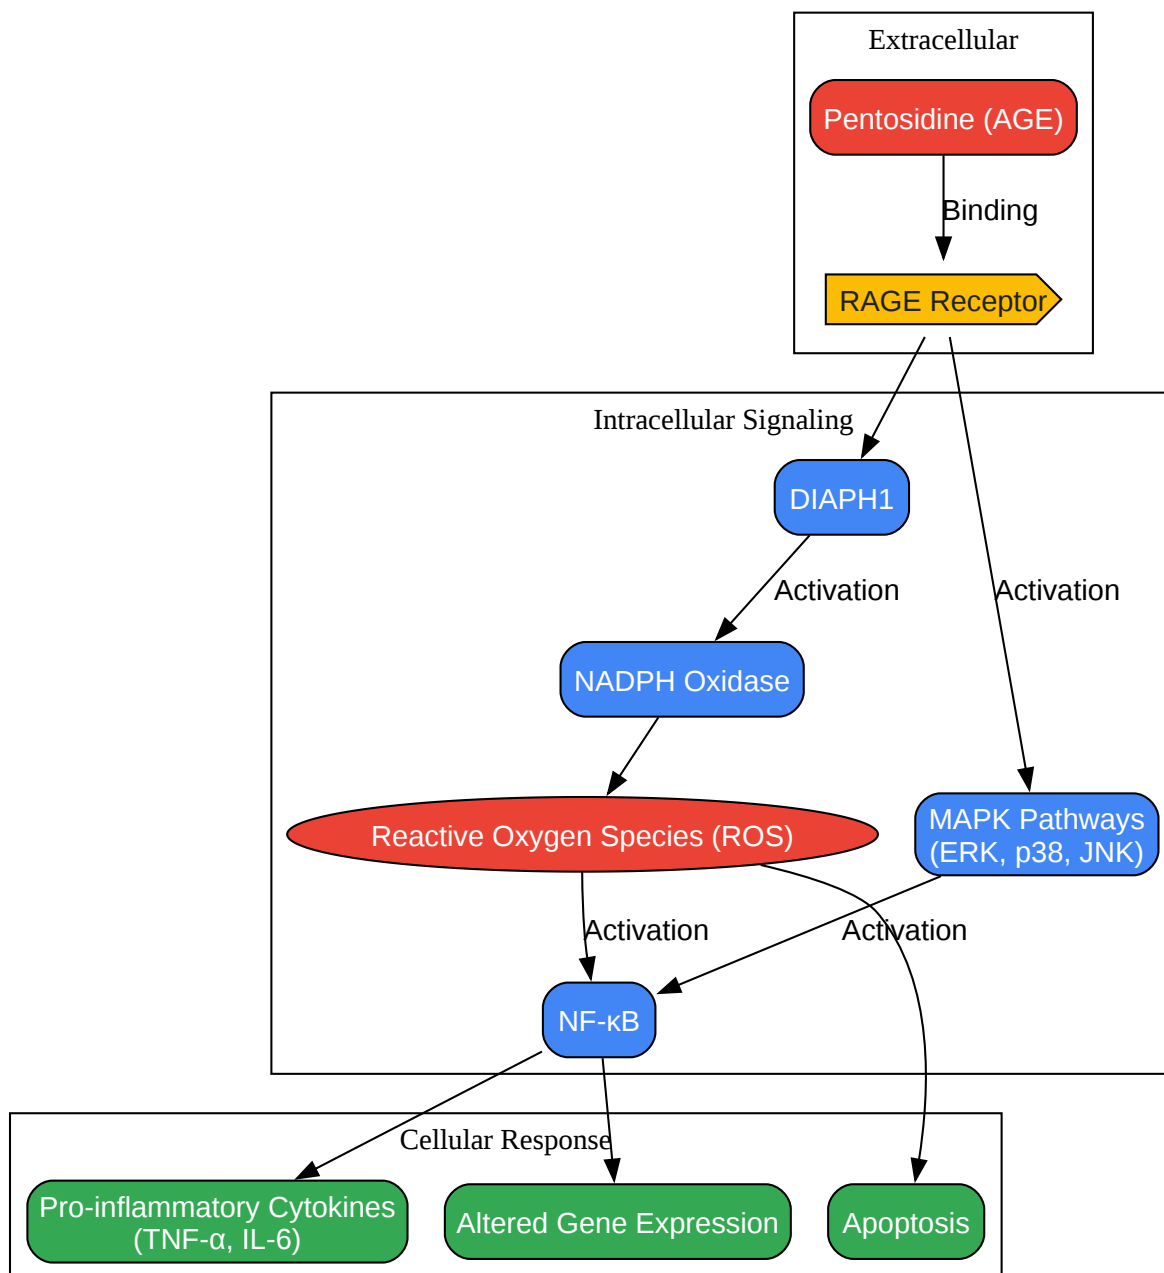 Extracellular
Pentosidine (AGE)
Binding
RAGE Receptor
Intracellular Signaling
DIAPH1
Activation
Activation
NADPH Oxidase
Reactive Oxygen Species (ROS)
MAPK Pathways
(ERK, p38, JNK)
Activation
Activation
NF-κB
Cellular Response
Pro-inflammatory Cytokines
(TNF-α, IL-6)
Altered Gene Expression
Apoptosis